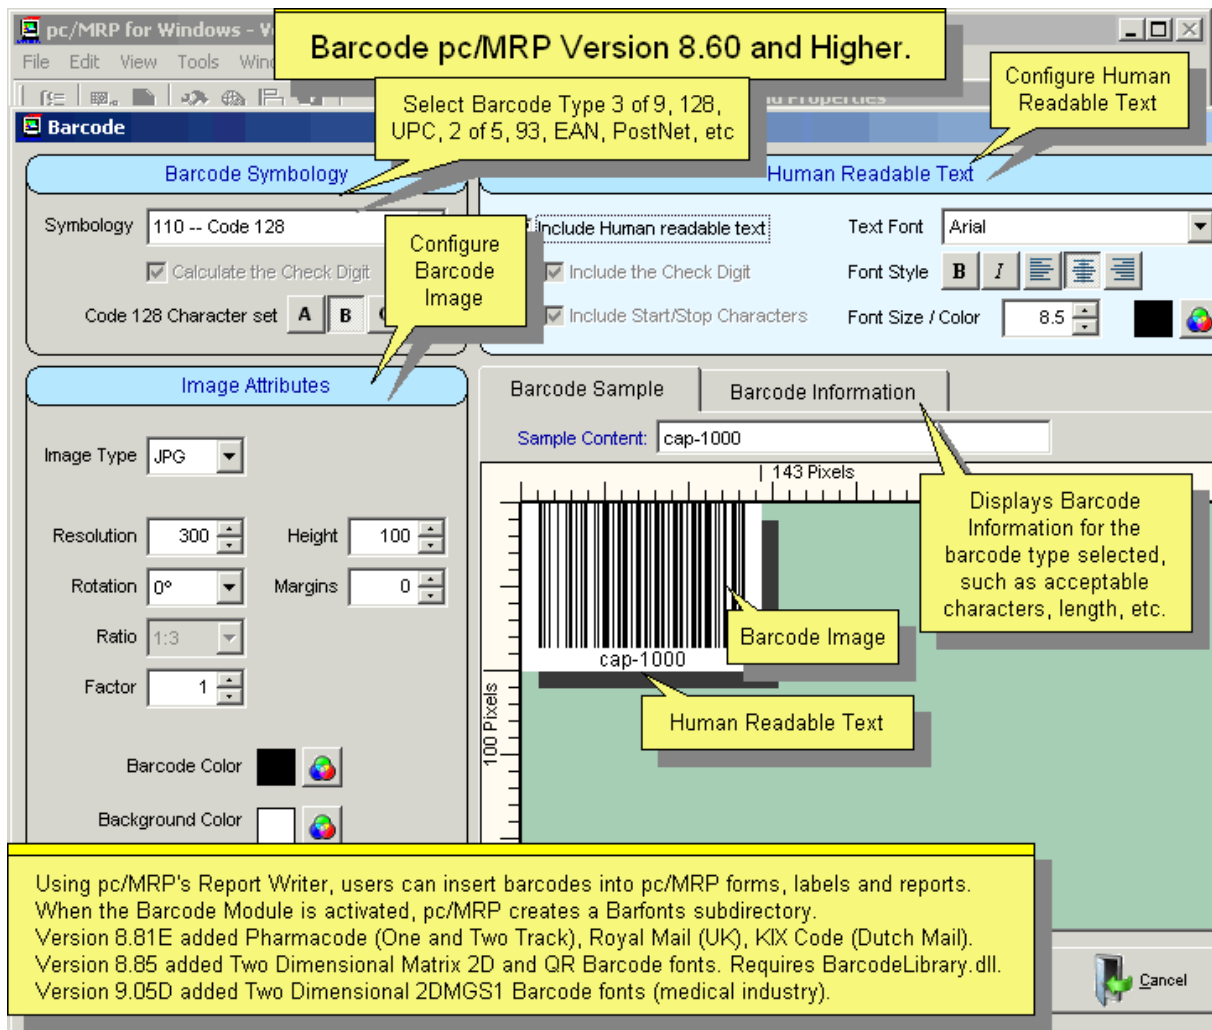 pc/MRP for Windows - V
Barcode pc/MRP Version 8.60 and Higher.
File Edit View Tools Wind
Configure Human
Readable Text
Select Barcode Type 3 of 9, 128,
UPC, 2 of 5, 93, EAN, PostNet, etc
Properties
Barcode
Barcode Symbology
Human Readable Text
Symbology 110 -- Code 128
Calculate the Check Digit
Code 128 Character set A B
Configure
Barcode
Image
Include Human readable text
Include the Check Digit
Include Start/Stop Characters
Text Font Arial
Font Style B I
Font Size / Color 8.5
Image Attributes
Image Type JPG
Resolution 300 Height 100
Rotation 0° Margins 0
Ratio 1:3
Factor 1
Barcode Color
Background Color
Barcode Sample Barcode Information
Sample Content: cap-1000
143 Pixels
100 Pixels
cap-1000
Barcode Image
Human Readable Text
Displays Barcode
Information for the
barcode type selected,
such as acceptable
characters, length, etc.
Using pc/MRP's Report Writer, users can insert barcodes into pc/MRP forms, labels and reports.
When the Barcode Module is activated, pc/MRP creates a Barfonts subdirectory.
Version 8.81E added Pharmacode (One and Two Track), Royal Mail (UK), KIX Code (Dutch Mail).
Version 8.85 added Two Dimensional Matrix 2D and QR Barcode fonts. Requires BarcodeLibrary.dll.
Version 9.05D added Two Dimensional 2DMGS1 Barcode fonts (medical industry).
Cancel